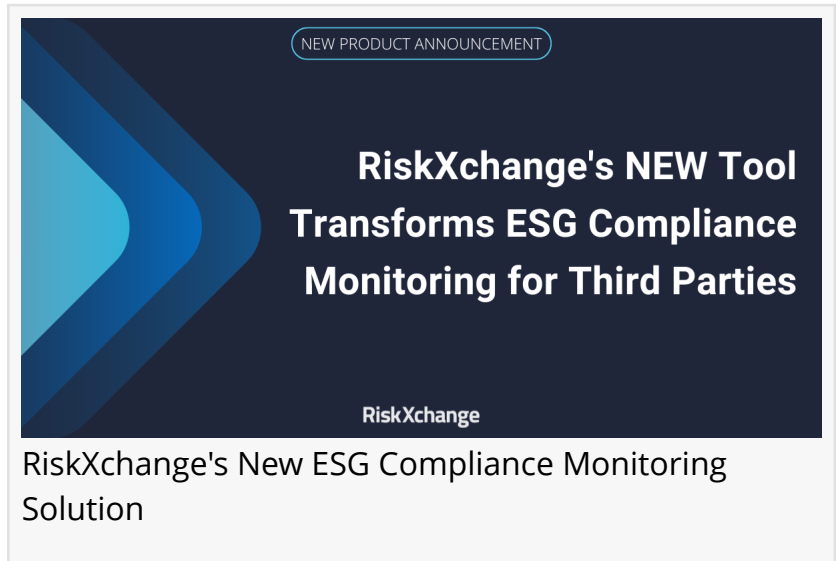 NEW PRODUCT ANNOUNCEMENT
RiskXchange's NEW Tool
Transforms ESG Compliance
Monitoring for Third Parties
RiskXchange
RiskXchange's New ESG Compliance Monitoring
Solution